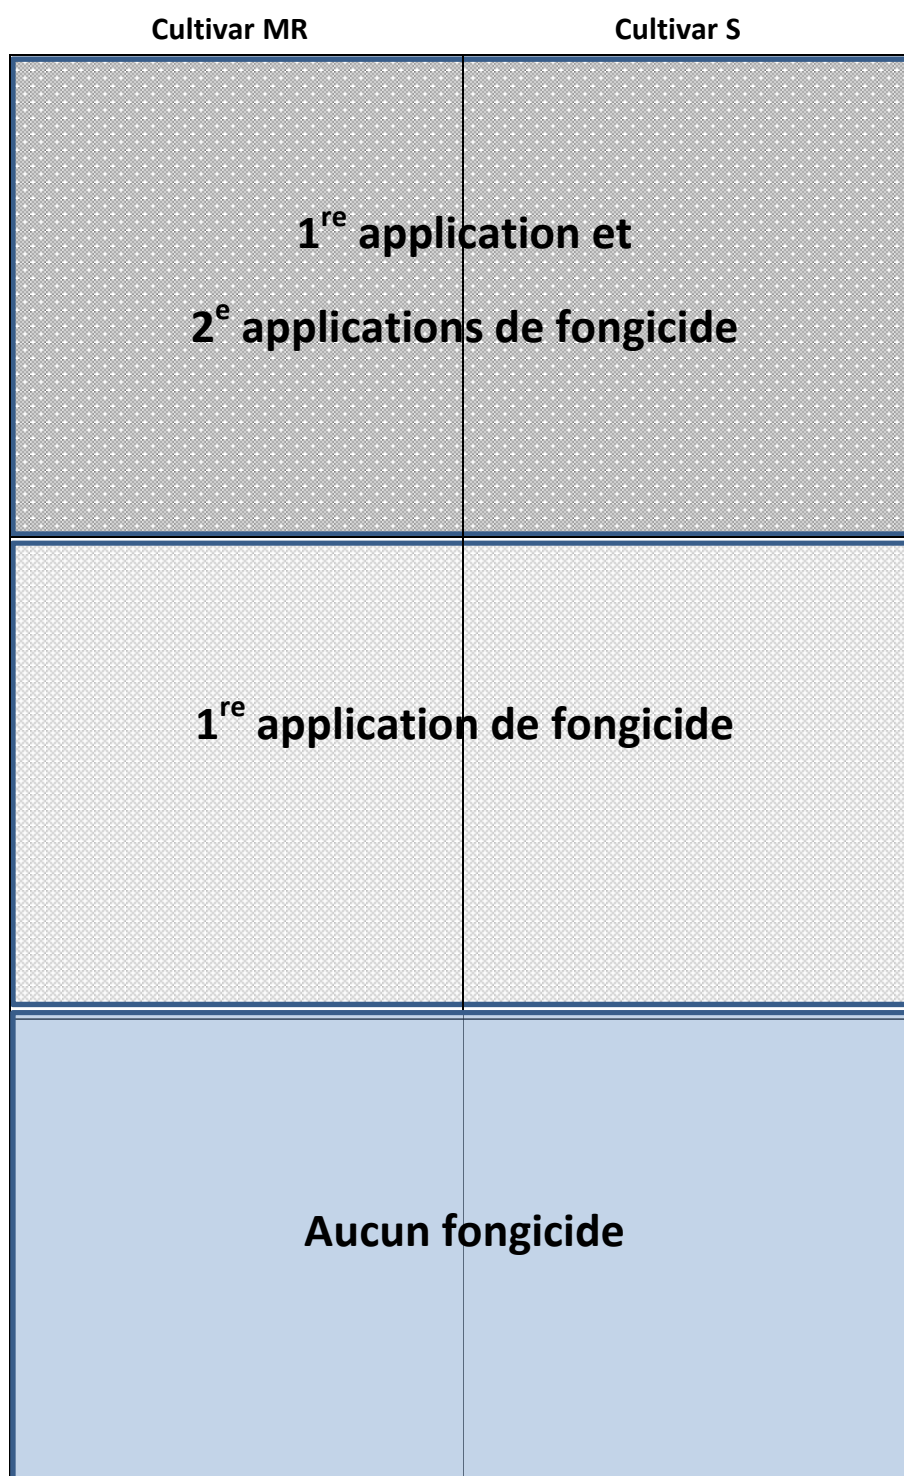 Cultivar MR Cultivar S
1re application et
2e applications de fongicide
1re application de fongicide
Aucun fongicide